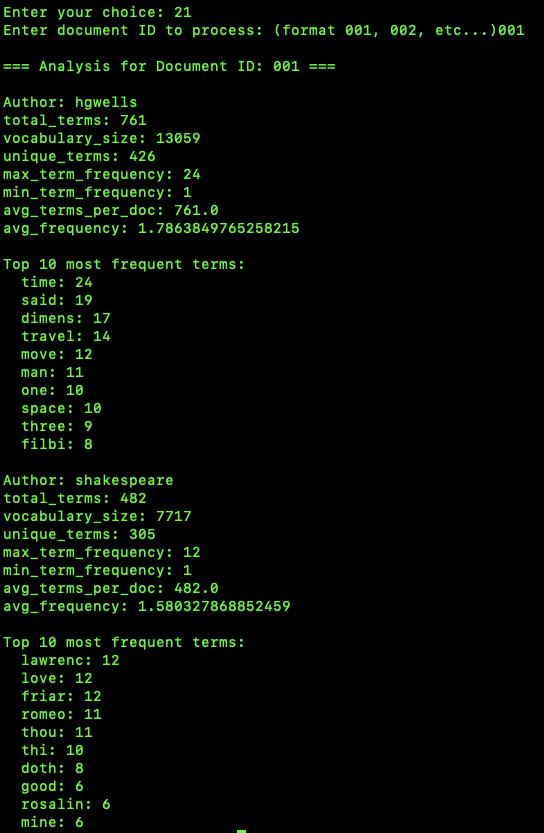 Enter your choice: 21
Enter document ID to process: (format 001, 002, etc...)001
=== Analysis for Document ID: 001 ===
Author: hgwells
total_terms: 761
vocabulary_size: 13059
unique_terms: 426
max_term_frequency: 24
min_term_frequency: 1
avg_terms_per_doc: 761.0
avg_frequency: 1.7863849765258215
Top 10 most frequent terms:
time: 24
said: 19
dimens: 17
travel: 14
move: 12
man: 11
one: 10
space: 10
three: 9
filbi: 8
Author: shakespeare
total_terms: 482
vocabulary_size: 7717
unique_terms: 305
max_term_frequency: 12
min_term_frequency: 1
avg_terms_per_doc: 482.0
avg_frequency: 1.580327868852459
Top 10 most frequent terms:
lawrenc: 12
love: 12
friar: 12
romeo: 11
thou: 11
thi: 10
doth: 8
good: 6
rosalin: 6
mine: 6